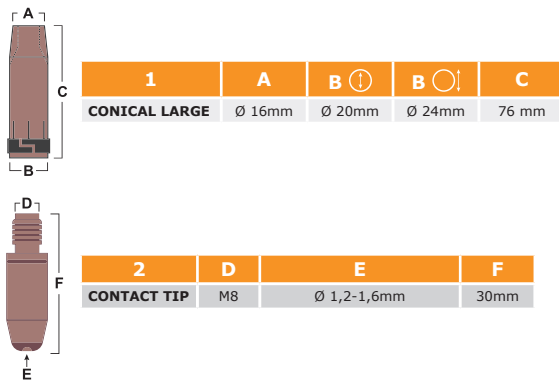 A
C
B
1 A B B C
CONICAL LARGE Ø 16mm Ø 20mm Ø 24mm 76 mm
D
F
E
2 D E F
CONTACT TIP M8 Ø 1,2-1,6mm 30mm